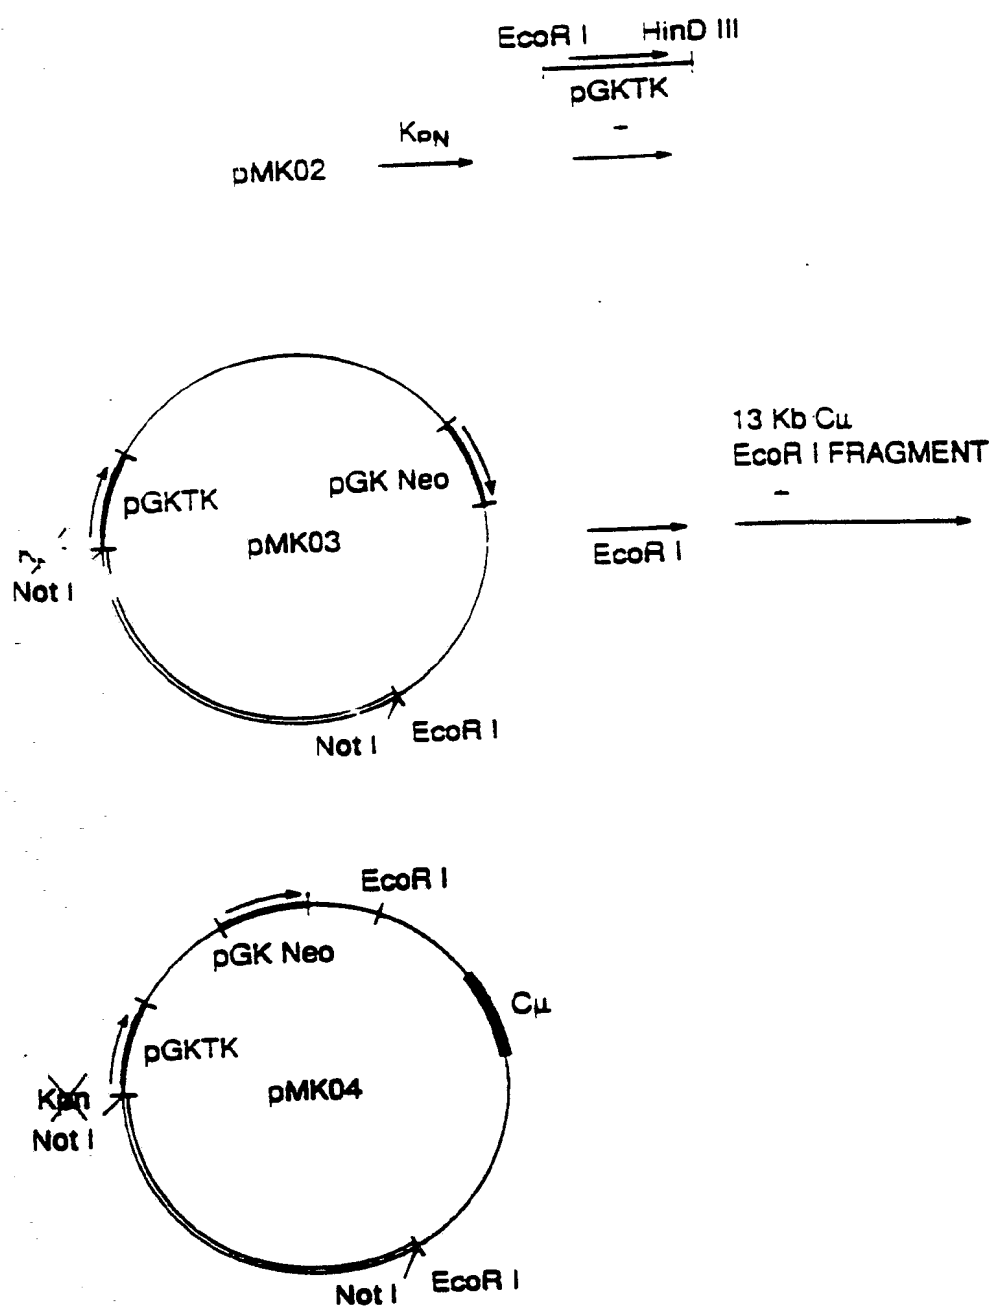 EcoR I HinD III
pGKTK
KPN
pMK02
13 Kb Cμ
EcoR I FRAGMENT
pGK Neo
pGKTK
pMK03
EcoR I
Not I
Not I EcoR I
EcoR I
pGK Neo
Cμ
pGKTK
pMK04
Kpn
Not I
Not I EcoR I